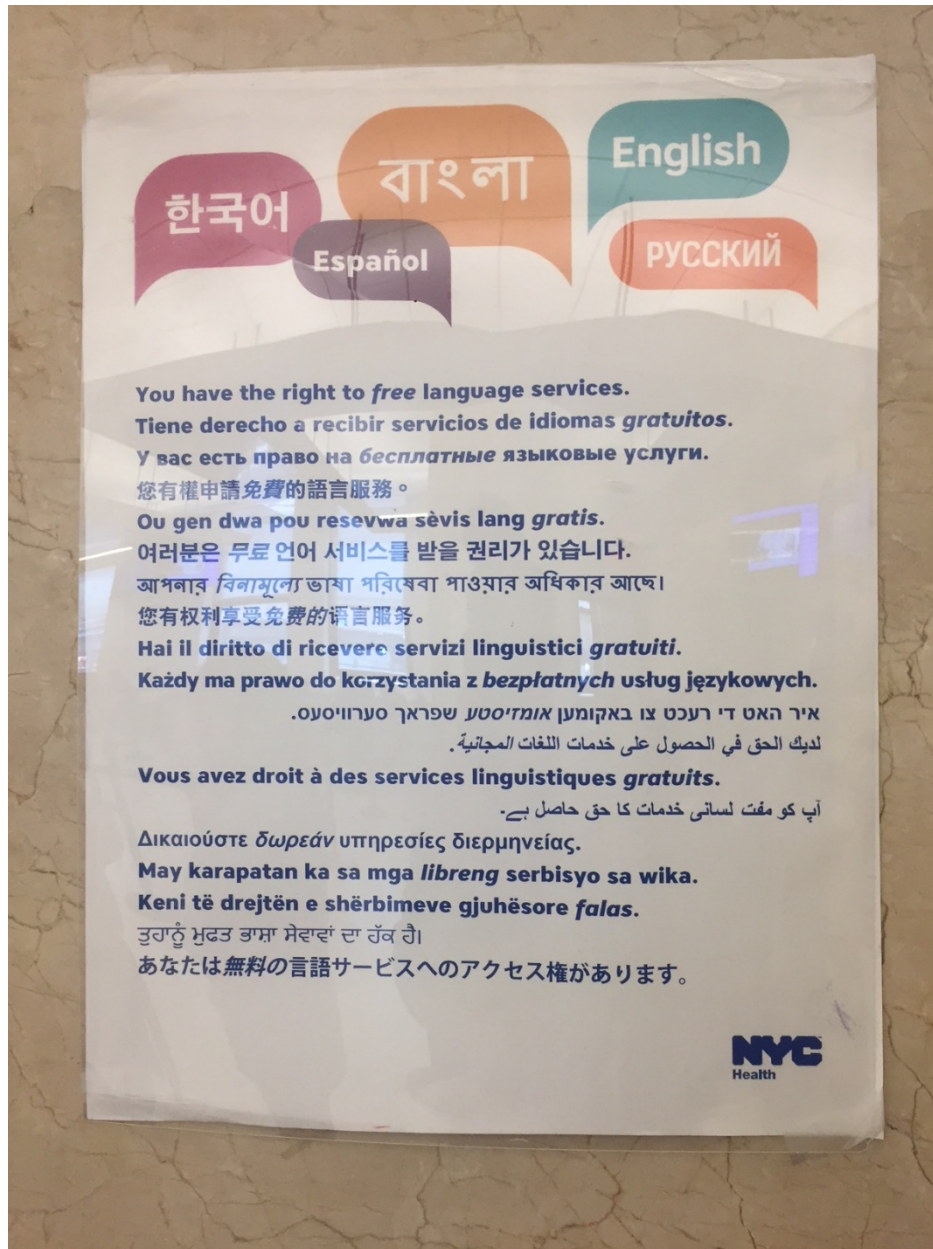 한국어
বাংলা
English
Español
РУССКИЙ
You have the right to free language services.
Tiene derecho a recibir servicios de idiomas gratuitos.
У вас есть право на бесплатные языковые услуги.
您有權申請免費的語言服務。
Ou gen dwa pou resevwa sèvis lang gratis.
여러분은 무료 언어 서비스를 받을 권리가 있습니다.
আপনার বিনামূল্যে ভাষা পরিষেবা পাওয়ার অধিকার আছে।
您有权利享受免费的语言服务。
Hai il diritto di ricevere servizi linguistici gratuiti.
Każdy ma prawo do korzystania z bezpłatnych usług językowych.
איר האט די רעכט צו באקומען אומזיסטע שפראך סערוויסעס.
لديك الحق في الحصول على خدمات اللغات المجانية.
Vous avez droit à des services linguistiques gratuits.
آپ کو مفت لسانی خدمات کا حق حاصل ہے۔
Δικαιούστε δωρεάν υπηρεσίες διερμηνείας.
May karapatan ka sa mga libreng serbisyo sa wika.
Keni të drejtën e shërbimeve gjuhësore falas.
ਤੁਹਾਨੂੰ ਮੁਫਤ ਭਾਸ਼ਾ ਸੇਵਾਵਾਂ ਦਾ ਹੱਕ ਹੈ।
あなたは無料の言語サービスへのアクセス権があります。
NYC
Health